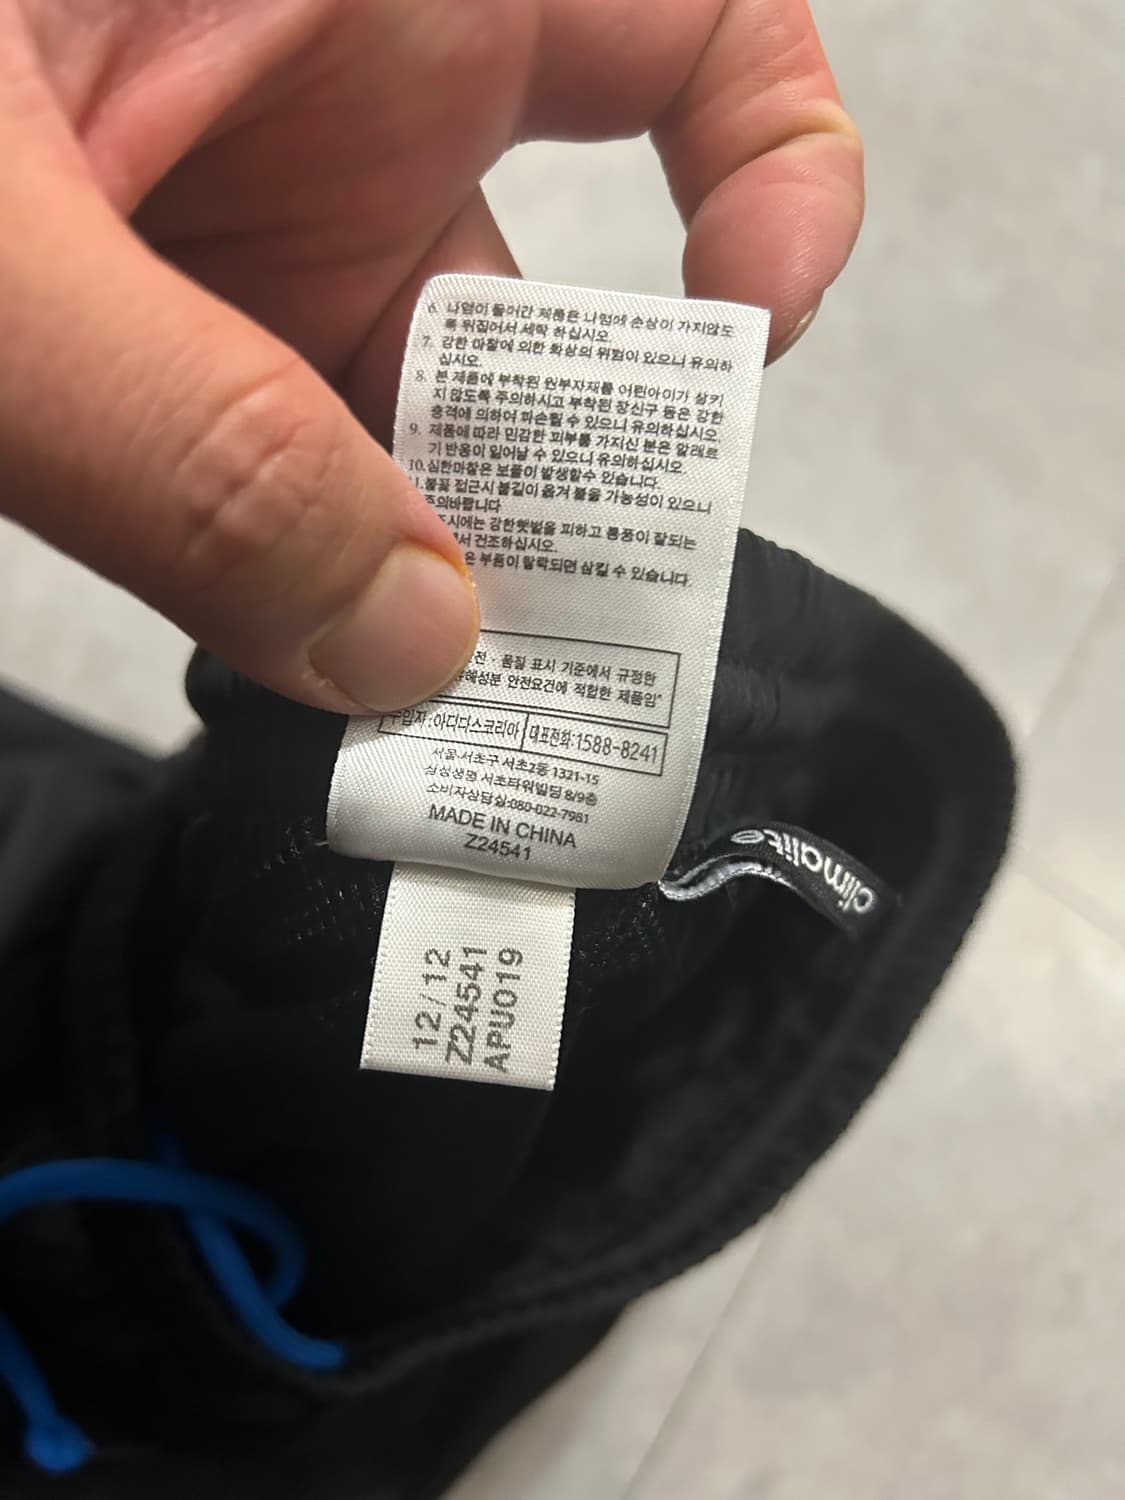 6. 나염이 들어간 제품은 나염에 손상이 가지않도
록 뒤집어서 세탁 하십시오.
7. 강한 마찰에 의한 화상의 위험이 있으니 유의하
십시오.
8. 본 제품에 부착된 원부자재를 어린아이가 삼키
지 않도록 주의하시고 부착된 장신구 등은 강한
충격에 의하여 파손될 수 있으니 유의하십시오.
9. 제품에 따라 민감한 피부를 가지신 분은 알레르
기 반응이 일어날 수 있으니 유의하십시오.
10.심한마찰은 보풀이 발생할수 있습니다.
1.불꽃 접근시 불길이 옮겨 붙을 가능성이 있으니
주의바랍니다
조시에는 강한햇볕을 피하고 통풍이 잘되는
에서 건조하십시오.
은 부품이 탈락되면 삼킬 수 있습니다.
전 · 품질 표시 기준에서 규정한
유해성분 안전요건에 적합한 제품임"
수입자:아디다스코리아 대표전화:1588-8241
서울.서초구 서초2동 1321-15
삼성생명 서초타워빌딩 8/9층
소비자상담실:080-022-7981
MADE IN CHINA
Z24541
climalite
12/12
Z24541
APU019